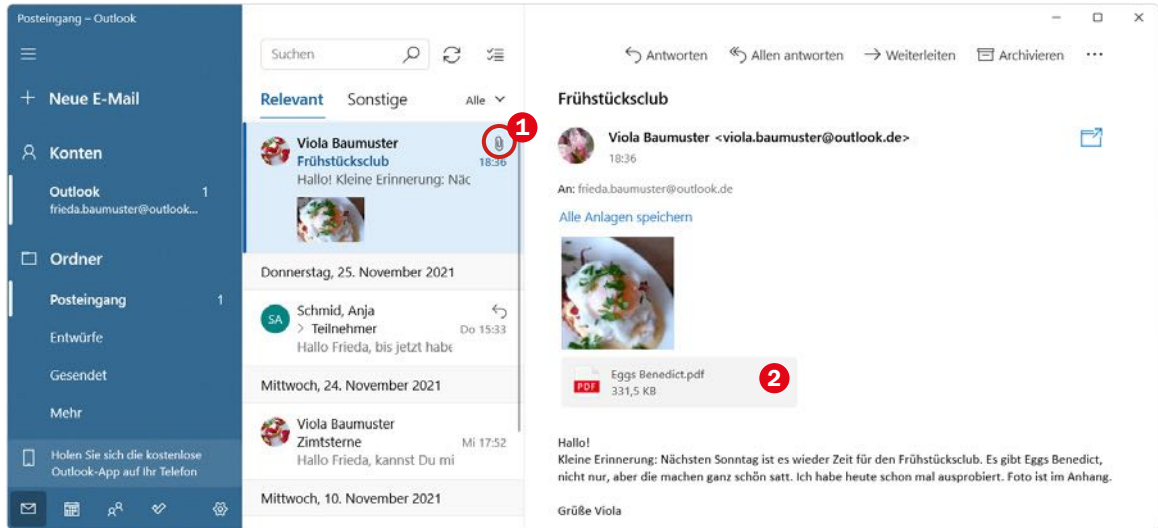 Posteingang – Outlook
Neue E-Mail
Konten
Outlook 1
frieda.baumuster@outlook...
Ordner
Posteingang 1
Entwürfe
Gesendet
Mehr
Holen Sie sich die kostenlose
Outlook-App auf Ihr Telefon
Suchen
Relevant Sonstige Alle
1
Viola Baumuster
Frühstücksclub 18:36
Hallo! Kleine Erinnerung: Näc
Donnerstag, 25. November 2021
SA
Schmid, Anja
> Teilnehmer Do 15:33
Hallo Frieda, bis jetzt habe
Mittwoch, 24. November 2021
Viola Baumuster
Zimtsterne Mi 17:52
Hallo Frieda, kannst Du mi
Mittwoch, 10. November 2021
Antworten Allen antworten Weiterleiten Archivieren ...
Frühstücksclub
Viola Baumuster <viola.baumuster@outlook.de>
18:36
An: frieda.baumuster@outlook.de
Alle Anlagen speichern
PDF
Eggs Benedict.pdf
331,5 KB
2
Hallo!
Kleine Erinnerung: Nächsten Sonntag ist es wieder Zeit für den Frühstücksclub. Es gibt Eggs Benedict,
nicht nur, aber die machen ganz schön satt. Ich habe heute schon mal ausprobiert. Foto ist im Anhang.
Grüße Viola